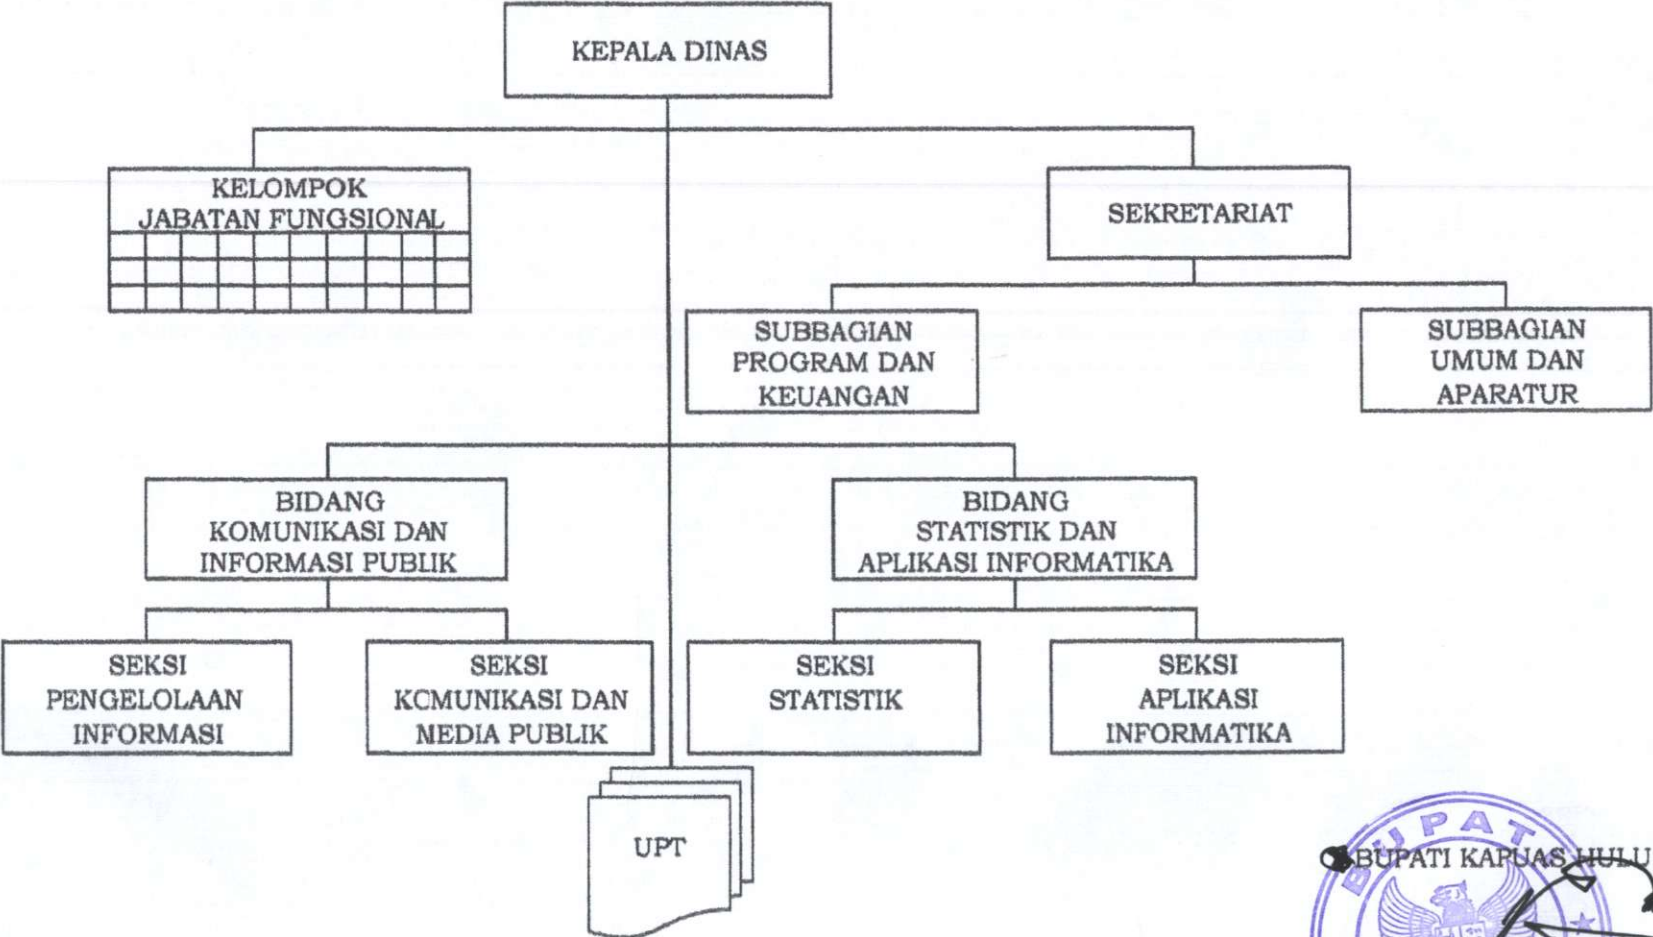 KEPALA DINAS
KELOMPOK
JABATAN FUNGSIONAL
SEKRETARIAT
SUBBAGIAN
PROGRAM DAN
KEUANGAN
SUBBAGIAN
UMUM DAN
APARATUR
BIDANG
KOMUNIKASI DAN
INFORMASI PUBLIK
BIDANG
STATISTIK DAN
APLIKASI INFORMATIKA
SEKSI
PENGELOLAAN
INFORMASI
SEKSI
KOMUNIKASI DAN
MEDIA PUBLIK
SEKSI
STATISTIK
SEKSI
APLIKASI
INFORMATIKA
UPT
BUPATI
BUPATI KAPUAS HULU